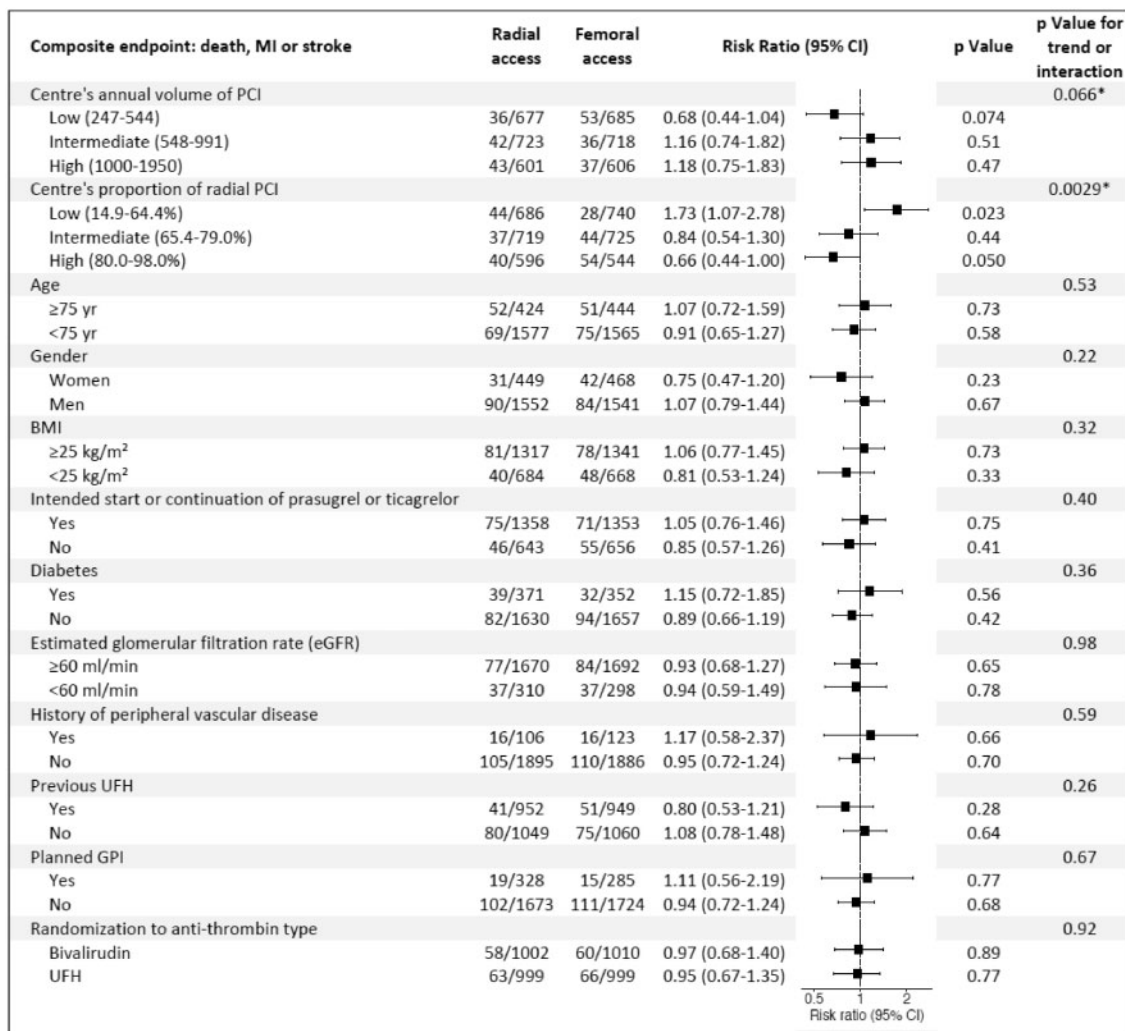 Composite endpoint: death, MI or stroke Radial access Femoral access Risk Ratio (95% CI) p Value p Value for trend or interaction
Centre's annual volume of PCI 0.066*
Low (247-544) 36/677 53/685 0.68 (0.44-1.04) 0.074
Intermediate (548-991) 42/723 36/718 1.16 (0.74-1.82) 0.51
High (1000-1950) 43/601 37/606 1.18 (0.75-1.83) 0.47
Centre's proportion of radial PCI 0.0029*
Low (14.9-64.4%) 44/686 28/740 1.73 (1.07-2.78) 0.023
Intermediate (65.4-79.0%) 37/719 44/725 0.84 (0.54-1.30) 0.44
High (80.0-98.0%) 40/596 54/544 0.66 (0.44-1.00) 0.050
Age 0.53
≥75 yr 52/424 51/444 1.07 (0.72-1.59) 0.73
<75 yr 69/1577 75/1565 0.91 (0.65-1.27) 0.58
Gender 0.22
Women 31/449 42/468 0.75 (0.47-1.20) 0.23
Men 90/1552 84/1541 1.07 (0.79-1.44) 0.67
BMI 0.32
≥25 kg/m² 81/1317 78/1341 1.06 (0.77-1.45) 0.73
<25 kg/m² 40/684 48/668 0.81 (0.53-1.24) 0.33
Intended start or continuation of prasugrel or ticagrelor 0.40
Yes 75/1358 71/1353 1.05 (0.76-1.46) 0.75
No 46/643 55/656 0.85 (0.57-1.26) 0.41
Diabetes 0.36
Yes 39/371 32/352 1.15 (0.72-1.85) 0.56
No 82/1630 94/1657 0.89 (0.66-1.19) 0.42
Estimated glomerular filtration rate (eGFR) 0.98
≥60 ml/min 77/1670 84/1692 0.93 (0.68-1.27) 0.65
<60 ml/min 37/310 37/298 0.94 (0.59-1.49) 0.78
History of peripheral vascular disease 0.59
Yes 16/106 16/123 1.17 (0.58-2.37) 0.66
No 105/1895 110/1886 0.95 (0.72-1.24) 0.70
Previous UFH 0.26
Yes 41/952 51/949 0.80 (0.53-1.21) 0.28
No 80/1049 75/1060 1.08 (0.78-1.48) 0.64
Planned GPI 0.67
Yes 19/328 15/285 1.11 (0.56-2.19) 0.77
No 102/1673 111/1724 0.94 (0.72-1.24) 0.68
Randomization to anti-thrombin type 0.92
Bivalirudin 58/1002 60/1010 0.97 (0.68-1.40) 0.89
UFH 63/999 66/999 0.95 (0.67-1.35) 0.77
0.5 1 2
Risk ratio (95% CI)